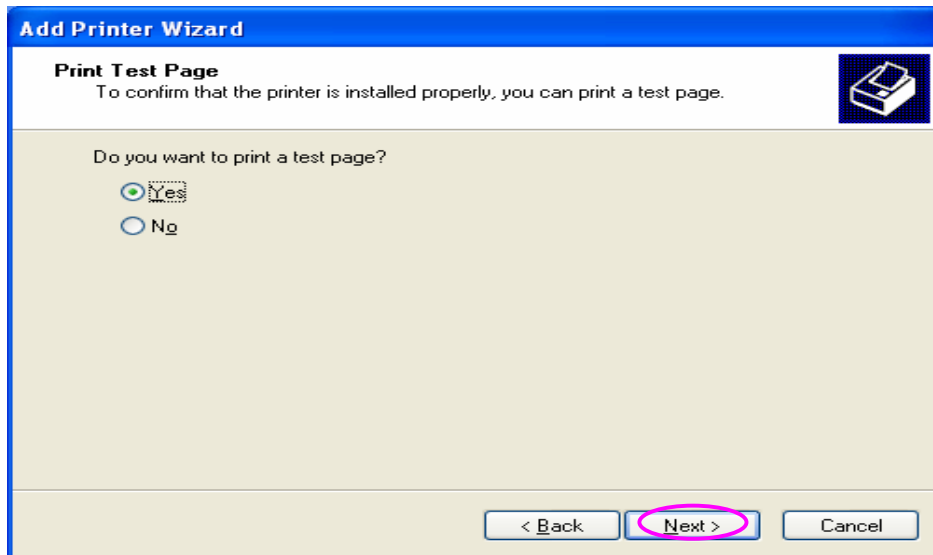 Add Printer Wizard
Print Test Page
To confirm that the printer is installed properly, you can print a test page.
Do you want to print a test page?
Yes
No
< Back
Next >
Cancel